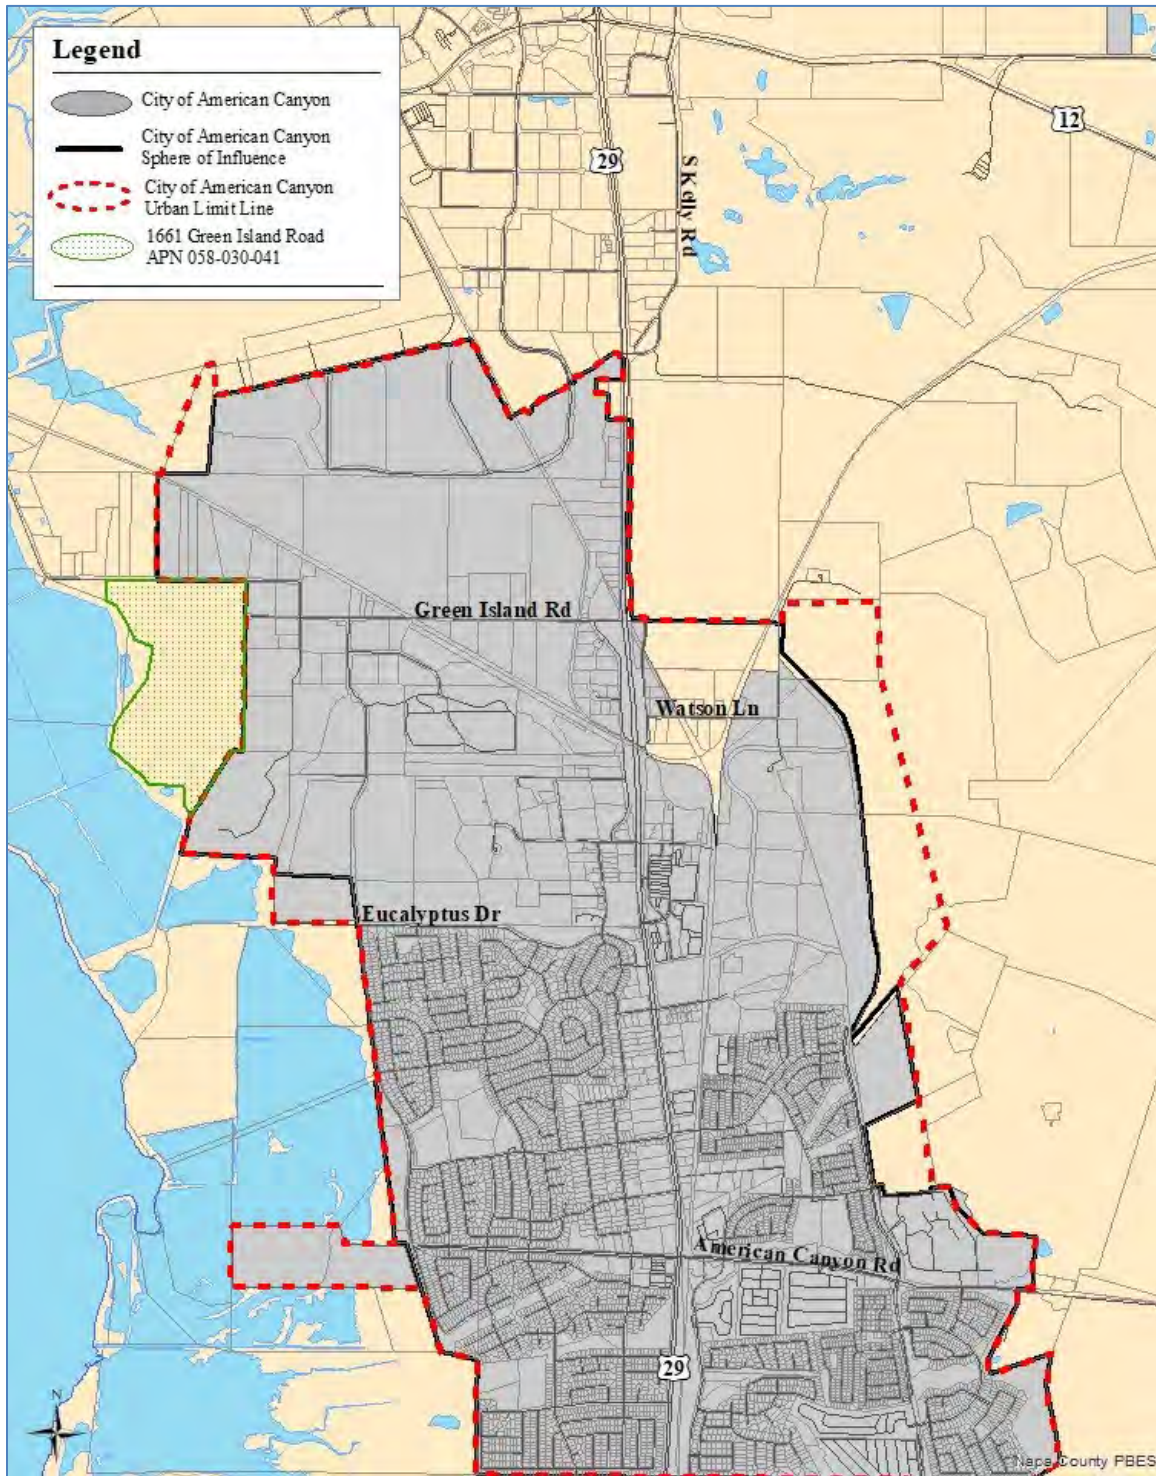 Legend
City of American Canyon
City of American Canyon
Sphere of Influence
City of American Canyon
Urban Limit Line
1661 Green Island Road
APN 058-030-041
12
29
S Kelly Rd
Green Island Rd
Watson Ln
Eucalyptus Dr
American Canyon Rd
29
N
Napa County PBES